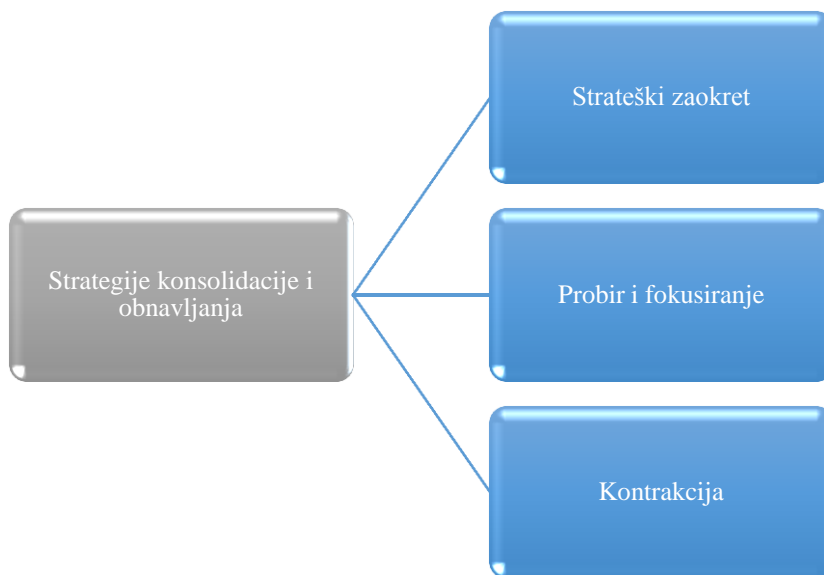 Strateški zaokret
Strategije konsolidacije i
obnavljanja
Probir i fokusiranje
Kontrakcija